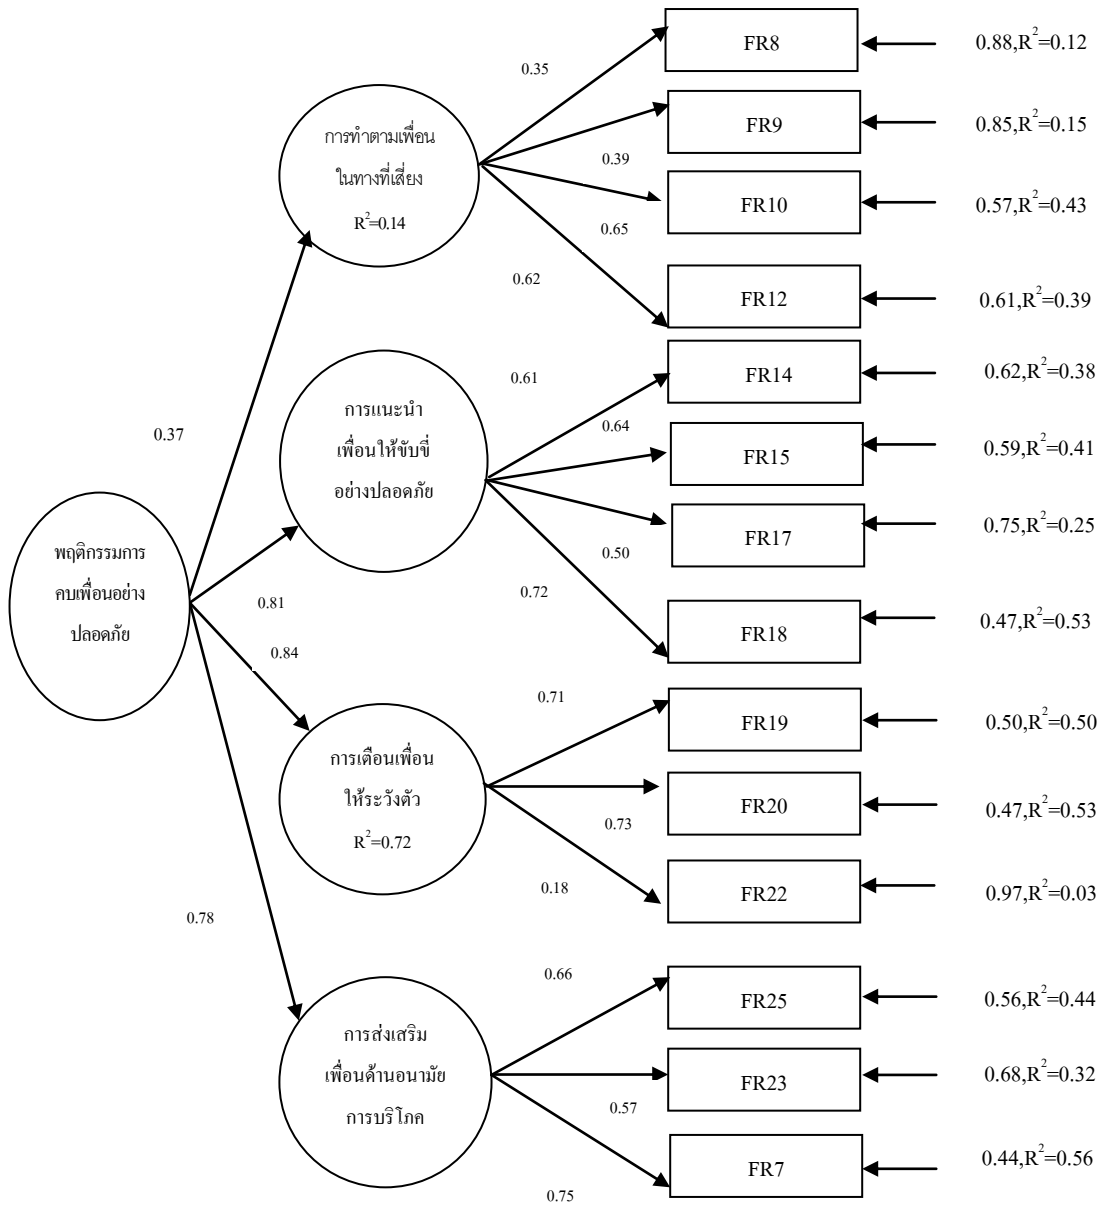 FR8
0.88,R²=0.12
0.35
การทำตามเพื่อน
ในทางที่เสี่ยง
R²=0.14
FR9
0.85,R²=0.15
0.39
FR10
0.57,R²=0.43
0.65
0.62
FR12
0.61,R²=0.39
0.61
FR14
0.62,R²=0.38
0.37
การแนะนำ
เพื่อนให้ขับขี่
อย่างปลอดภัย
0.64
FR15
0.59,R²=0.41
FR17
0.75,R²=0.25
0.50
0.72
พฤติกรรมการ
คบเพื่อนอย่าง
ปลอดภัย
0.81
0.84
FR18
0.47,R²=0.53
0.71
FR19
0.50,R²=0.50
การเตือนเพื่อน
ให้ระวังตัว
R²=0.72
FR20
0.47,R²=0.53
0.73
0.18
FR22
0.97,R²=0.03
0.78
0.66
FR25
0.56,R²=0.44
การส่งเสริม
เพื่อนด้านอนามัย
การบริโภค
FR23
0.68,R²=0.32
0.57
FR7
0.44,R²=0.56
0.75